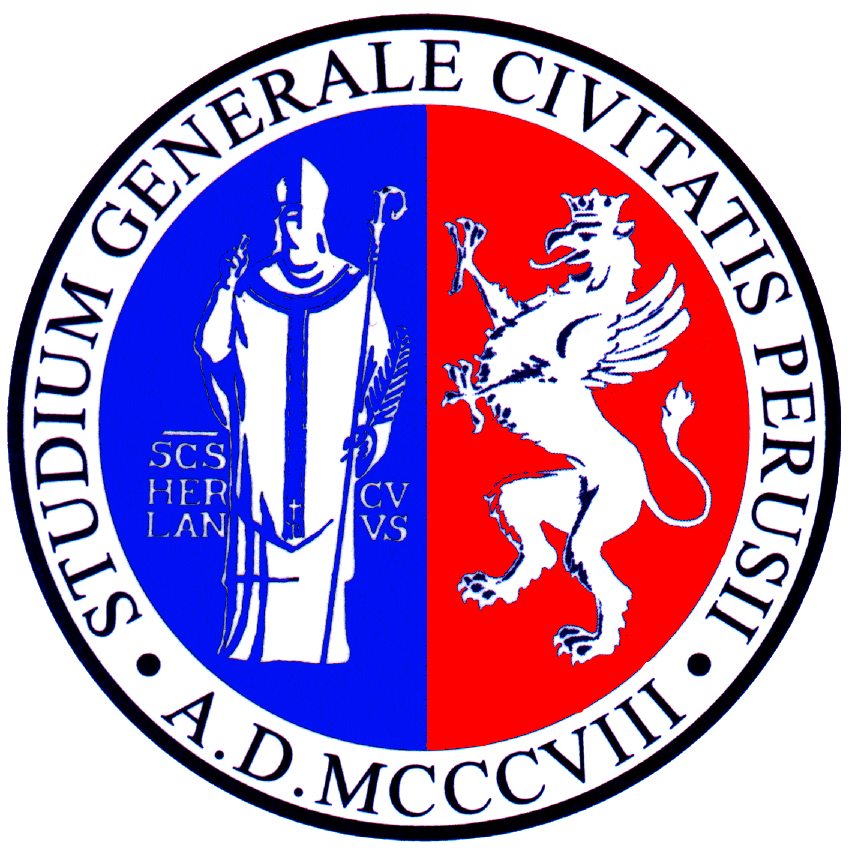 STUDIUM GENERALE CIVITATIS PERUSII
SCS
HER CV
LAN VS
A.D.MCCCVIII